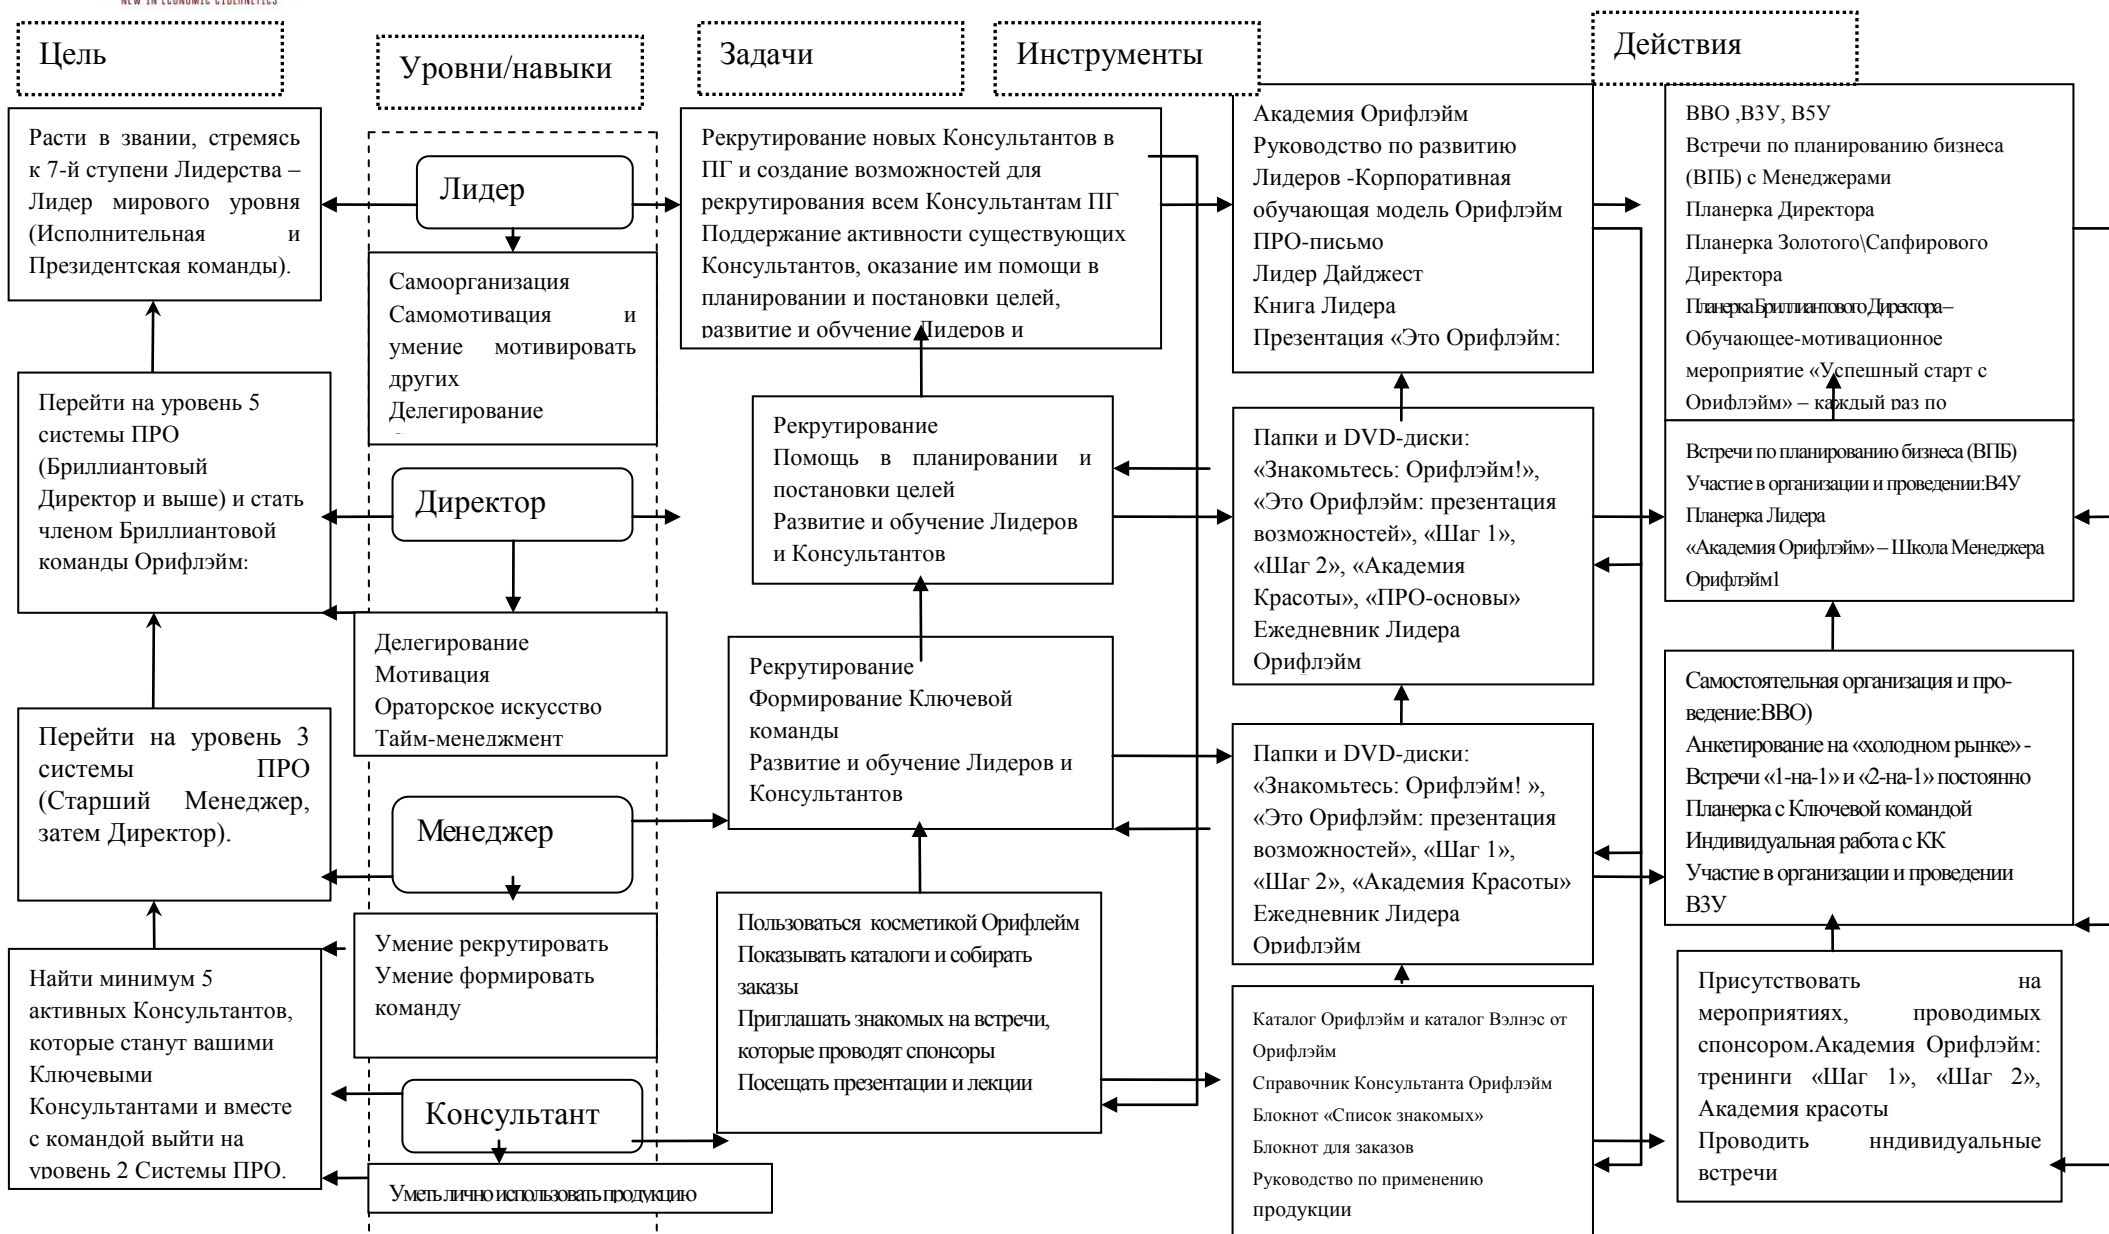 NEW IN ECONOMIC CIBERNETICS
Цель
Уровни/навыки
Задачи
Инструменты
Действия
Расти в звании, стремясь
к 7-й ступени Лидерства –
Лидер мирового уровня
(Исполнительная и
Президентская команды).
Перейти на уровень 5
системы ПРО
(Бриллиантовый
Директор и выше) и стать
членом Бриллиантовой
команды Орифлэйм:
Перейти на уровень 3
системы ПРО
(Старший Менеджер,
затем Директор).
Найти минимум 5
активных Консультантов,
которые станут вашими
Ключевыми
Консультантами и вместе
с командой выйти на
уровень 2 Системы ПРО.
Лидер
Самоорганизация
Самомотивация и
умение мотивировать
других
Делегирование
Директор
Делегирование
Мотивация
Ораторское искусство
Тайм-менеджмент
Менеджер
Умение рекрутировать
Умение формировать
команду
Консультант
Уметь лично использовать продукцию
Рекрутирование новых Консультантов в
ПГ и создание возможностей для
рекрутирования всем Консультантам ПГ
Поддержание активности существующих
Консультантов, оказание им помощи в
планировании и постановки целей,
развитие и обучение Лидеров и
Рекрутирование
Помощь в планировании и
постановки целей
Развитие и обучение Лидеров
и Консультантов
Рекрутирование
Формирование Ключевой
команды
Развитие и обучение Лидеров и
Консультантов
Пользоваться косметикой Орифлейм
Показывать каталоги и собирать
заказы
Приглашать знакомых на встречи,
которые проводят спонсоры
Посещать презентации и лекции
Академия Орифлэйм
Руководство по развитию
Лидеров -Корпоративная
обучающая модель Орифлэйм
ПРО-письмо
Лидер Дайджест
Книга Лидера
Презентация «Это Орифлэйм:
Папки и DVD-диски:
«Знакомьтесь: Орифлэйм!»,
«Это Орифлэйм: презентация
возможностей», «Шаг 1»,
«Шаг 2», «Академия
Красоты», «ПРО-основы»
Ежедневник Лидера
Орифлэйм
Папки и DVD-диски:
«Знакомьтесь: Орифлэйм! »,
«Это Орифлэйм: презентация
возможностей», «Шаг 1»,
«Шаг 2», «Академия Красоты»
Ежедневник Лидера
Орифлэйм
Каталог Орифлэйм и каталог Вэлнэс от
Орифлэйм
Справочник Консультанта Орифлэйм
Блокнот «Список знакомых»
Блокнот для заказов
Руководство по применению
продукции
ВВО ,ВЗУ, В5У
Встречи по планированию бизнеса
(ВПБ) с Менеджерами
Планерка Директора
Планерка Золотого\Сапфирового
Директора
Планерка Бриллиантового Директора –
Обучающее-мотивационное
мероприятие «Успешный старт с
Орифлэйм» – каждый раз по
Встречи по планированию бизнеса (ВПБ)
Участие в организации и проведении:В4У
Планерка Лидера
«Академия Орифлэйм» – Школа Менеджера
Орифлэйм1
Самостоятельная организация и про-
ведение:ВВО)
Анкетирование на «холодном рынке» -
Встречи «1-на-1» и «2-на-1» постоянно
Планерка с Ключевой командой
Индивидуальная работа с КК
Участие в организации и проведении
ВЗУ
Присутствовать на
мероприятиях, проводимых
спонсором.Академия Орифлэйм:
тренинги «Шаг 1», «Шаг 2»,
Академия красоты
Проводить нндивидуальные
встречи